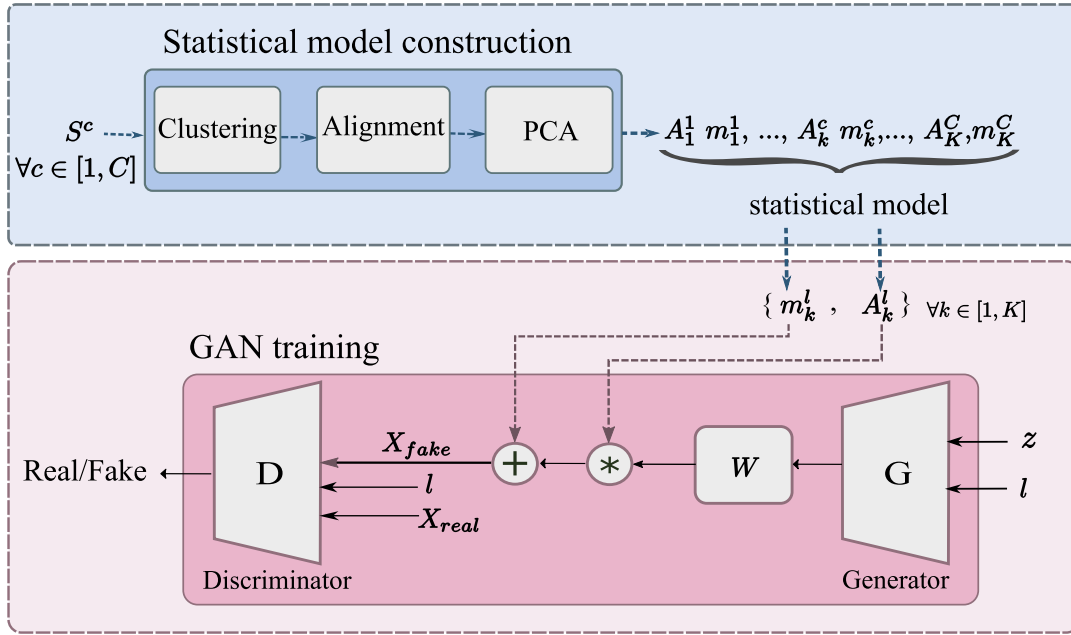 Statistical model construction
Clustering
Alignment
PCA
S^c
∀c ∈ [1, C]
A_1^1 m_1^1, ..., A_k^c m_k^c,..., A_K^C,m_K^C
statistical model
{ m_k^l , A_k^l } ∀k ∈ [1, K]
GAN training
Real/Fake
D
X_fake
l
X_real
+
*
W
G
z
l
Discriminator
Generator